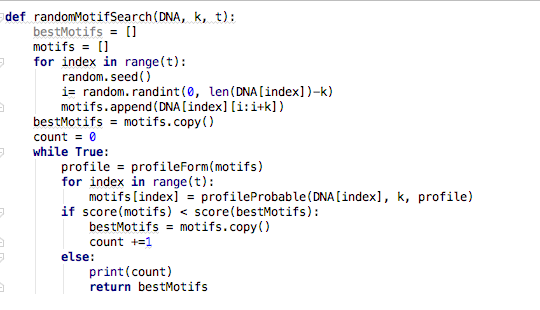 def randomMotifSearch(DNA, k, t):
    bestMotifs = []
    motifs = []
    for index in range(t):
        random.seed()
        i= random.randint(0, len(DNA[index])-k)
        motifs.append(DNA[index][i:i+k])
    bestMotifs = motifs.copy()
    count = 0
    while True:
        profile = profileForm(motifs)
        for index in range(t):
            motifs[index] = profileProbable(DNA[index], k, profile)
        if score(motifs) < score(bestMotifs):
            bestMotifs = motifs.copy()
            count +=1
        else:
            print(count)
            return bestMotifs